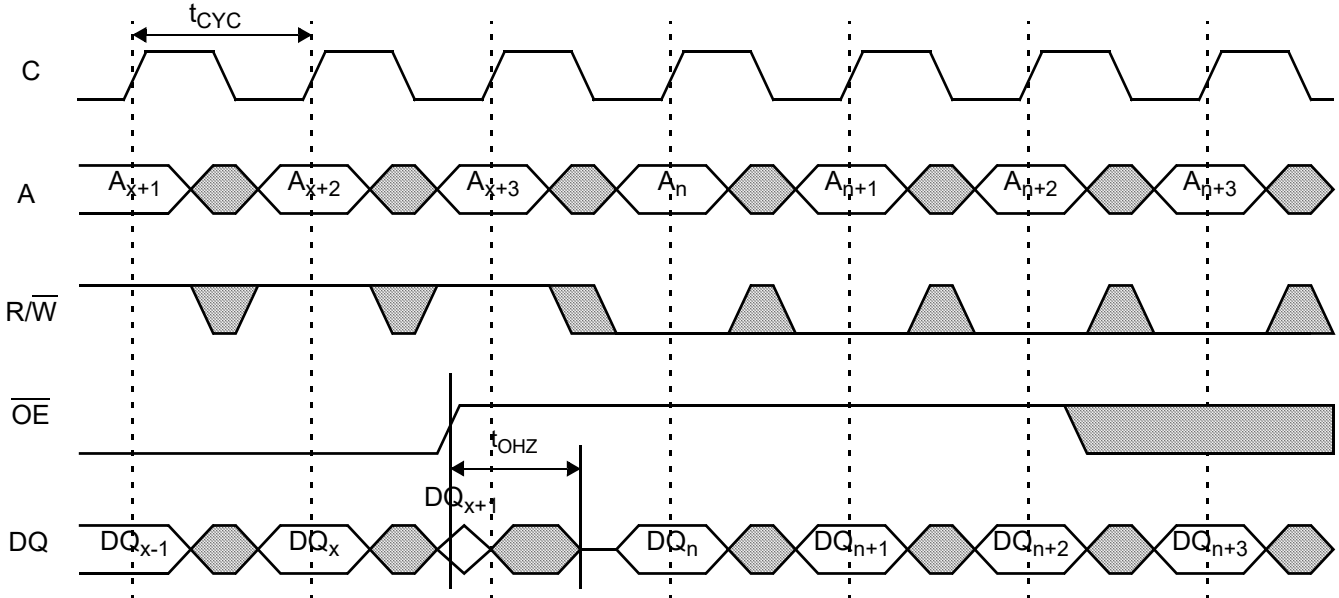 tCYC
C
A
Ax+1 Ax+2 Ax+3 An An+1 An+2 An+3
R/W̅
O̅E̅
tOHZ
DQx+1
DQ
DQx-1 DQx DQn DQn+1 DQn+2 DQn+3